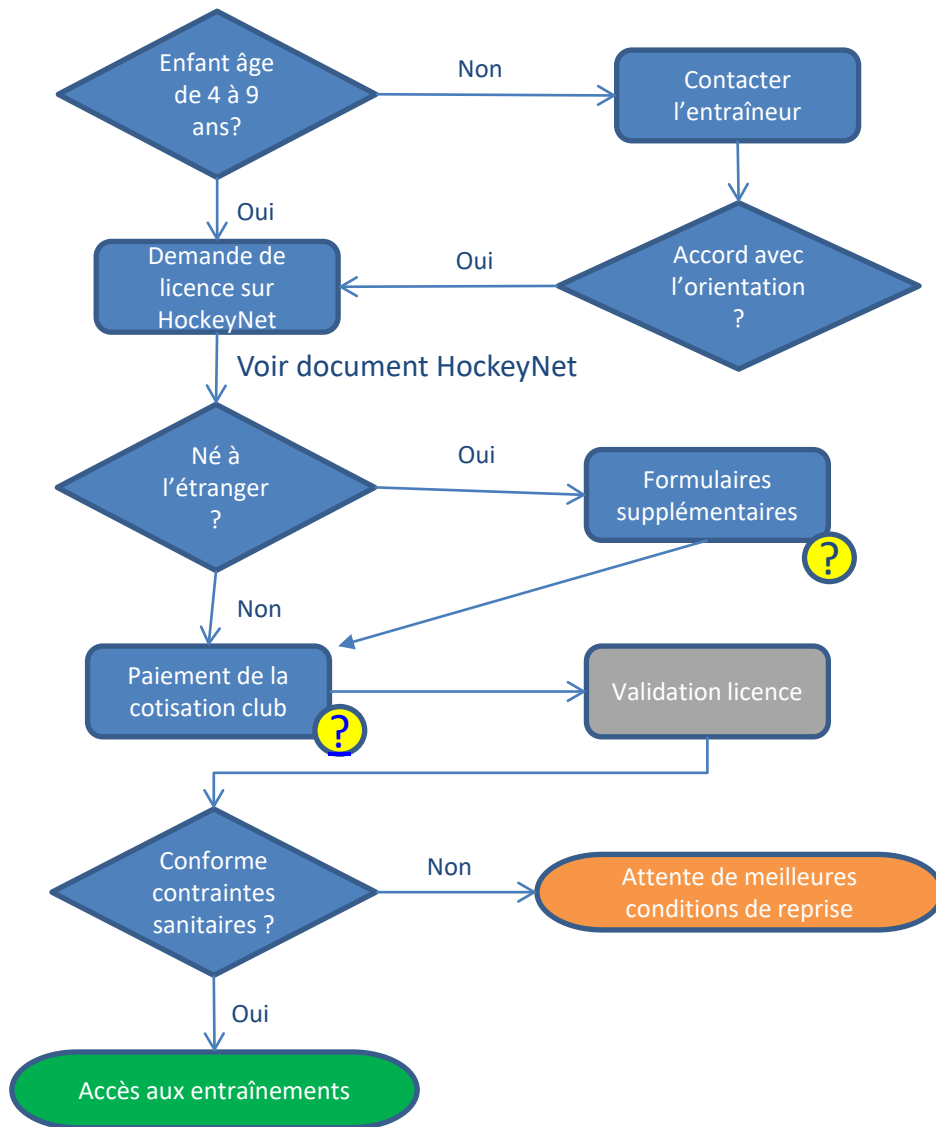 Enfant âge
de 4 à 9
ans?
Non
Contacter
l’entraîneur
Oui
Demande de
licence sur
HockeyNet
Oui
Accord avec
l’orientation
?
Voir document HockeyNet
Né à
l’étranger
?
Oui
Formulaires
supplémentaires
?
Non
Paiement de la
cotisation club
?
Validation licence
Conforme
contraintes
sanitaires ?
Non
Attente de meilleures
conditions de reprise
Oui
Accès aux entraînements